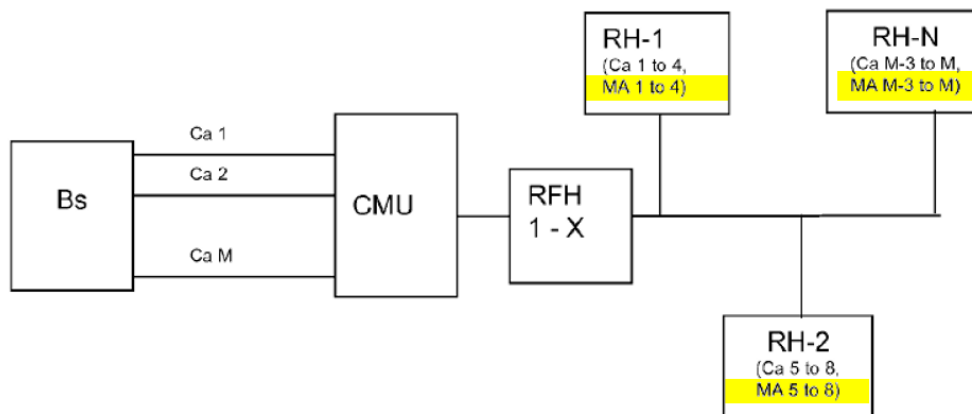 RH-1
(Ca 1 to 4,
MA 1 to 4)
RH-N
(Ca M-3 to M,
MA M-3 to M)
Bs
Ca 1
Ca 2
Ca M
CMU
RFH
1 - X
RH-2
(Ca 5 to 8,
MA 5 to 8)